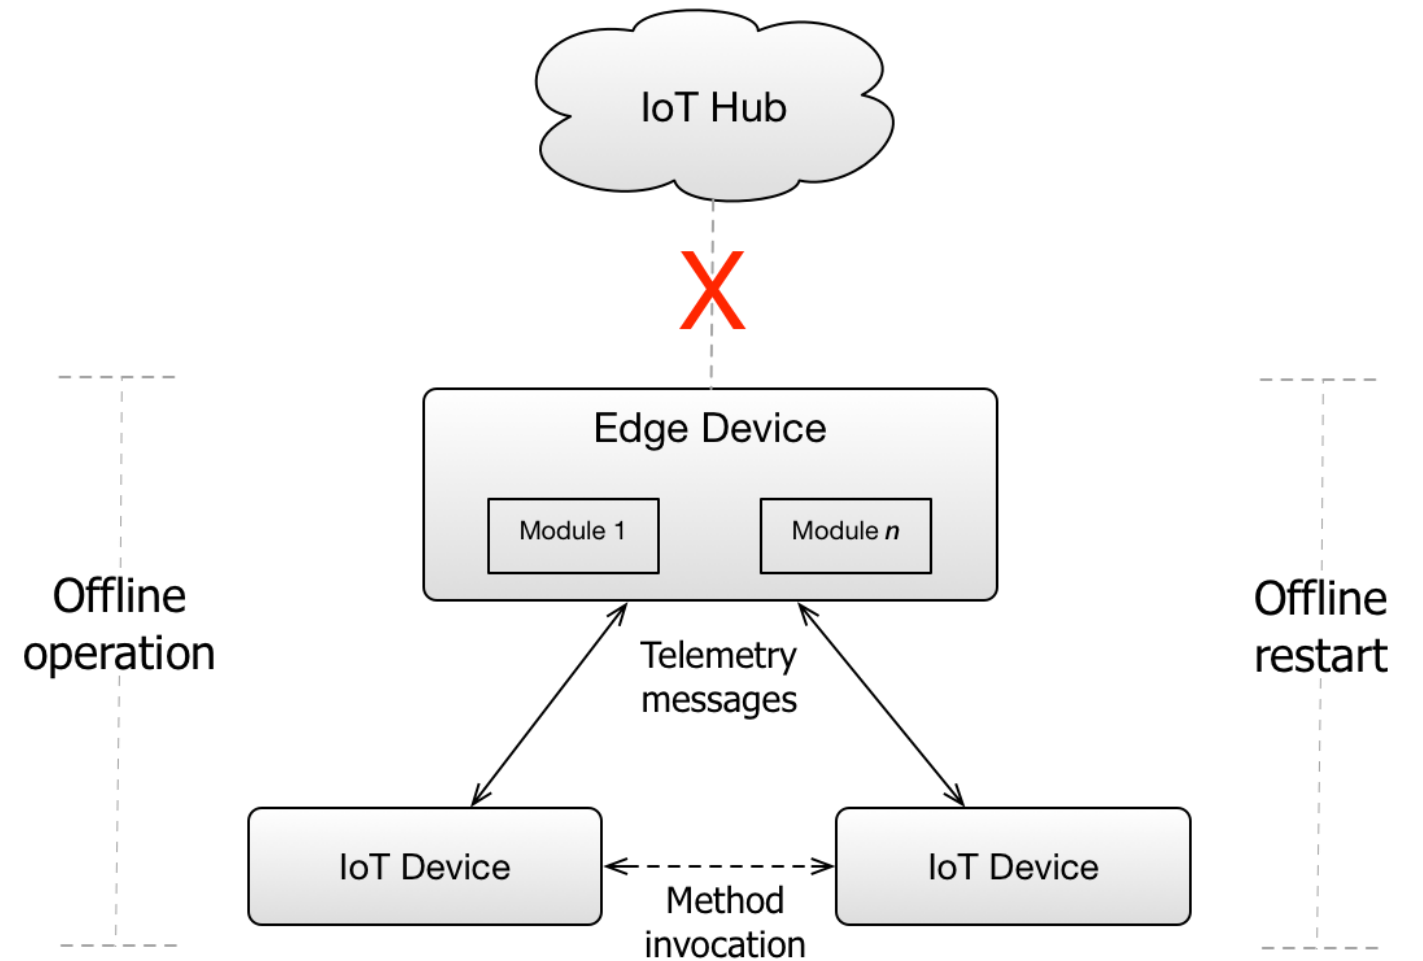 IoT Hub
X
Edge Device
Module 1
Module n
Offline
operation
Telemetry
messages
Offline
restart
IoT Device
IoT Device
Method
invocation